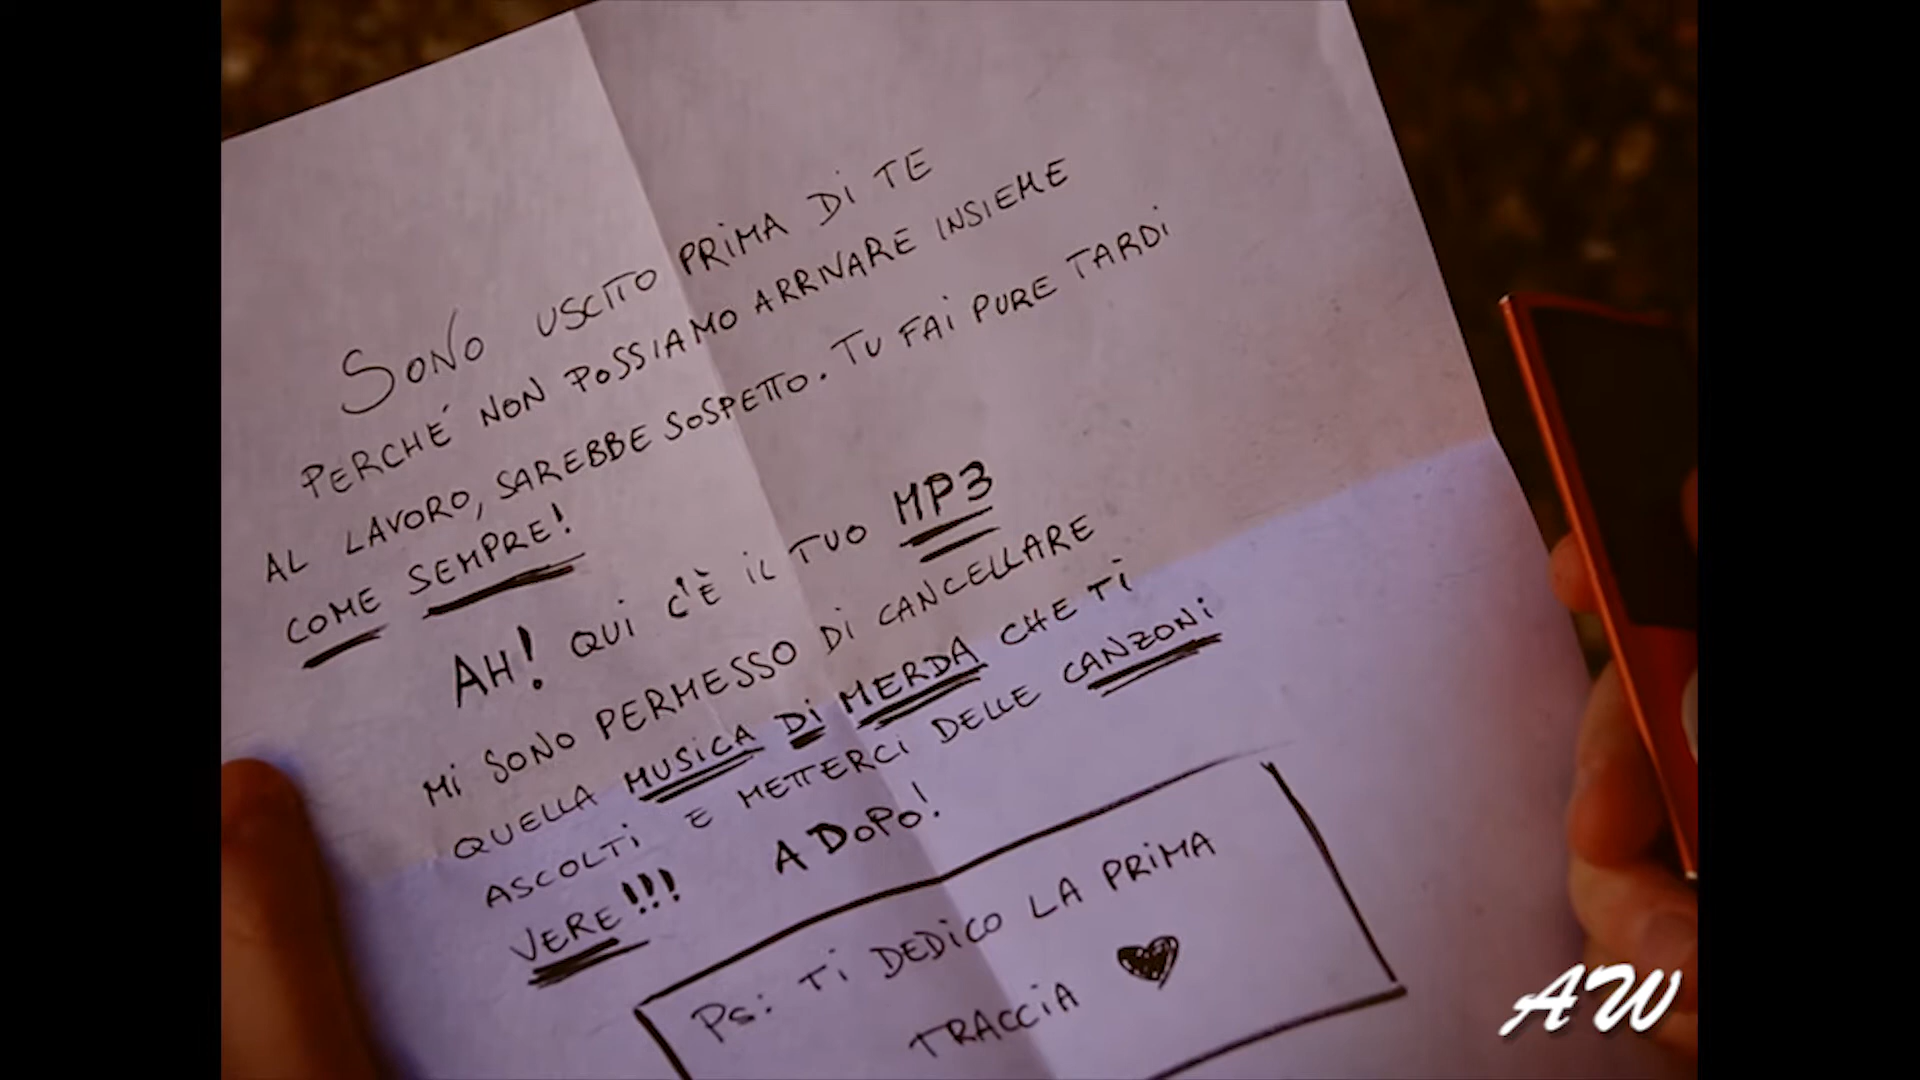 SONO USCITO PRIMA DI TE
PERCHÉ NON POSSIAMO ARRIVARE INSIEME
AL LAVORO, SAREBBE SOSPETTO. TU FAI PURE TARDI
COME SEMPRE!
AH! QUI C'È IL TUO MP3
MI SONO PERMESSO DI CANCELLARE
QUELLA MUSICA DI MERDA CHE TI
ASCOLTI E METTERCI DELLE CANZONI
VERE!!! A DOPO!
Ps: TI DEDICO LA PRIMA
TRACCIA ♥
AW